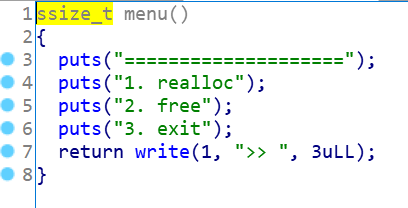 1 ssize_t menu()
2 {
3 puts("====================");
4 puts("1. realloc");
5 puts("2. free");
6 puts("3. exit");
7 return write(1, ">> ", 3uLL);
8 }